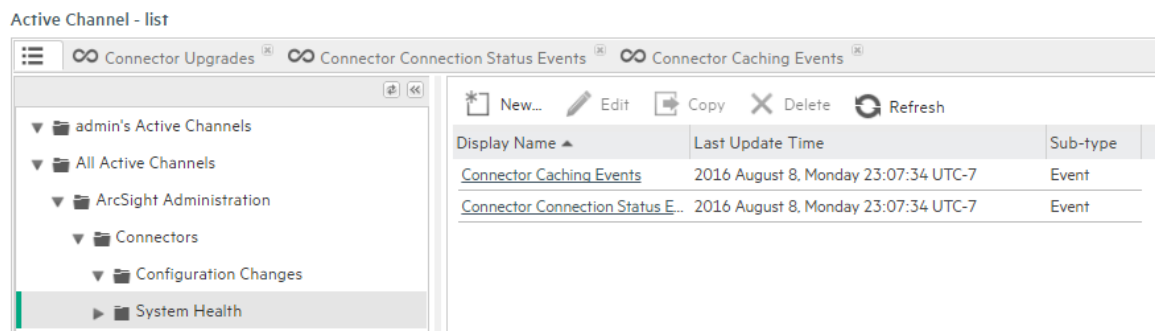 Active Channel - list
Connector Upgrades Connector Connection Status Events Connector Caching Events
New... Edit Copy Delete Refresh
admin's Active Channels
All Active Channels
ArcSight Administration
Connectors
Configuration Changes
System Health
Display Name Last Update Time Sub-type
Connector Caching Events 2016 August 8, Monday 23:07:34 UTC-7 Event
Connector Connection Status E... 2016 August 8, Monday 23:07:34 UTC-7 Event